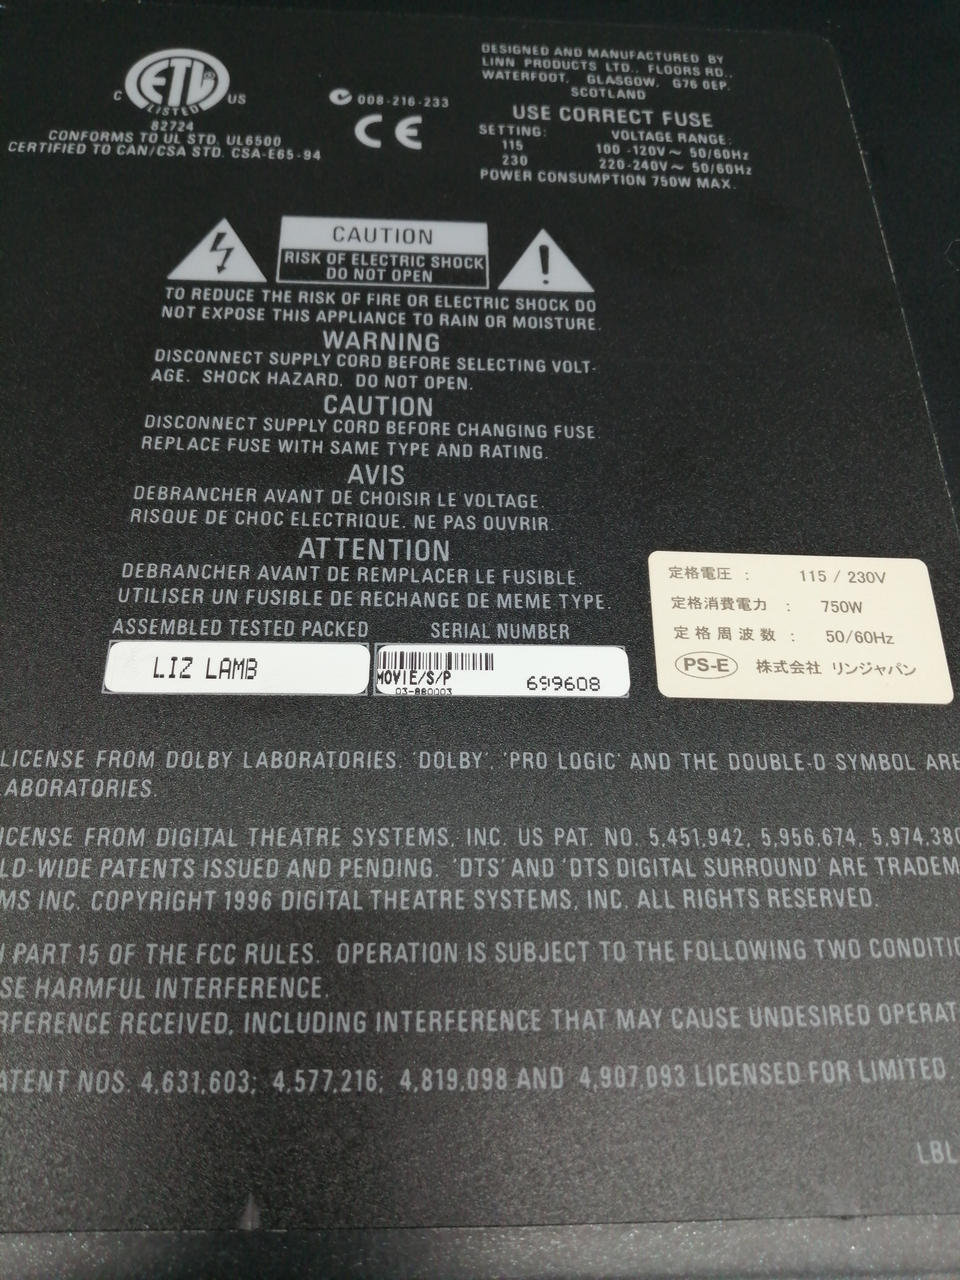 ETL ®
C US
LISTED
82724
CONFORMS TO UL STD. UL6500
CERTIFIED TO CAN/CSA STD. CSA-E65-94
008-216-233
CE
DESIGNED AND MANUFACTURED BY
LINN PRODUCTS LTD., FLOORS RD.,
WATERFOOT, GLASGOW, G76 0EP,
SCOTLAND
USE CORRECT FUSE
SETTING: VOLTAGE RANGE:
115 100 -120V~ 50/60Hz
230 220-240V~ 50/60Hz
POWER CONSUMPTION 750W MAX.
CAUTION
RISK OF ELECTRIC SHOCK
DO NOT OPEN
TO REDUCE THE RISK OF FIRE OR ELECTRIC SHOCK DO
NOT EXPOSE THIS APPLIANCE TO RAIN OR MOISTURE.
WARNING
DISCONNECT SUPPLY CORD BEFORE SELECTING VOLT-
AGE. SHOCK HAZARD. DO NOT OPEN.
CAUTION
DISCONNECT SUPPLY CORD BEFORE CHANGING FUSE.
REPLACE FUSE WITH SAME TYPE AND RATING.
AVIS
DEBRANCHER AVANT DE CHOISIR LE VOLTAGE.
RISQUE DE CHOC ELECTRIQUE. NE PAS OUVRIR.
ATTENTION
DEBRANCHER AVANT DE REMPLACER LE FUSIBLE.
UTILISER UN FUSIBLE DE RECHANGE DE MEME TYPE.
ASSEMBLED TESTED PACKED SERIAL NUMBER
LIZ LAMB
MOVIE/S/P
03-880003
699608
定格電圧 : 115 / 230V
定格消費電力 : 750W
定格周波数 : 50/60Hz
PS-E 株式会社 リンジャパン
LICENSE FROM DOLBY LABORATORIES. 'DOLBY', 'PRO LOGIC' AND THE DOUBLE-D SYMBOL ARE
LABORATORIES.
ICENSE FROM DIGITAL THEATRE SYSTEMS, INC. US PAT. NO. 5,451,942, 5,956,674, 5,974,380
LD-WIDE PATENTS ISSUED AND PENDING. 'DTS' AND 'DTS DIGITAL SURROUND' ARE TRADEM
MS INC. COPYRIGHT 1996 DIGITAL THEATRE SYSTEMS, INC. ALL RIGHTS RESERVED.
PART 15 OF THE FCC RULES. OPERATION IS SUBJECT TO THE FOLLOWING TWO CONDITIO
SE HARMFUL INTERFERENCE.
RFERENCE RECEIVED, INCLUDING INTERFERENCE THAT MAY CAUSE UNDESIRED OPERAT
ATENT NOS. 4,631,603; 4,577,216; 4,819,098 AND 4,907,093 LICENSED FOR LIMITED
LBL